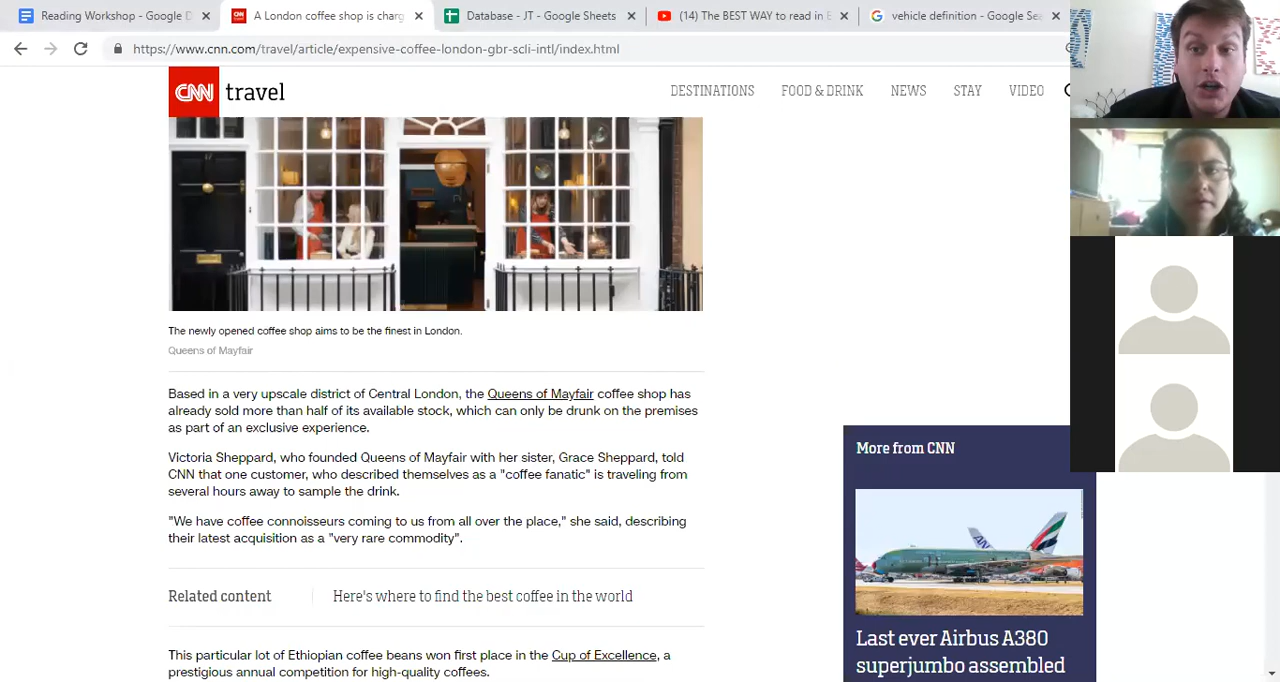 Reading Workshop - Google D
A London coffee shop is charg
Database - JT - Google Sheets
(14) The BEST WAY to read in E
vehicle definition - Google Sea
https://www.cnn.com/travel/article/expensive-coffee-london-gbr-scli-intl/index.html
CNN travel
DESTINATIONS FOOD & DRINK NEWS STAY VIDEO
The newly opened coffee shop aims to be the finest in London.
Queens of Mayfair
Based in a very upscale district of Central London, the Queens of Mayfair coffee shop has
already sold more than half of its available stock, which can only be drunk on the premises
as part of an exclusive experience.
Victoria Sheppard, who founded Queens of Mayfair with her sister, Grace Sheppard, told
CNN that one customer, who described themselves as a "coffee fanatic" is traveling from
several hours away to sample the drink.
"We have coffee connoisseurs coming to us from all over the place," she said, describing
their latest acquisition as a "very rare commodity".
Related content Here's where to find the best coffee in the world
This particular lot of Ethiopian coffee beans won first place in the Cup of Excellence, a
prestigious annual competition for high-quality coffees.
More from CNN
ANA
Last ever Airbus A380
superjumbo assembled